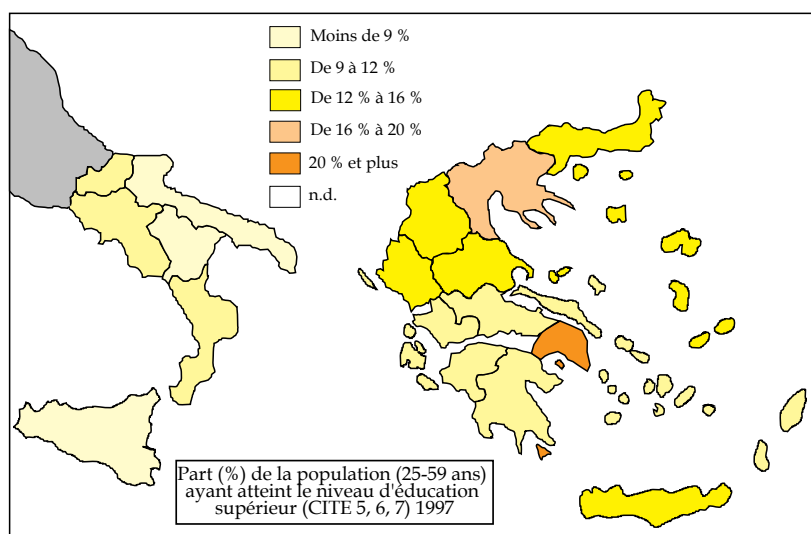 Moins de 9 %
De 9 à 12 %
De 12 % à 16 %
De 16 % à 20 %
20 % et plus
n.d.
Part (%) de la population (25-59 ans)
ayant atteint le niveau d'éducation
supérieur (CITE 5, 6, 7) 1997